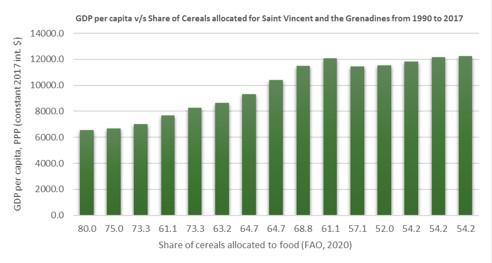 GDP per capita v/s Share of Cereals allocated for Saint Vincent and the Grenadines from 1990 to 2017
GDP per capita, PPP (constant 2017 int. $)
14000.0
12000.0
10000.0
8000.0
6000.0
4000.0
2000.0
0.0
80.0 75.0 73.3 61.1 73.3 63.2 64.7 64.7 68.8 61.1 57.1 52.0 54.2 54.2 54.2
Share of cereals allocated to food (FAO, 2020)